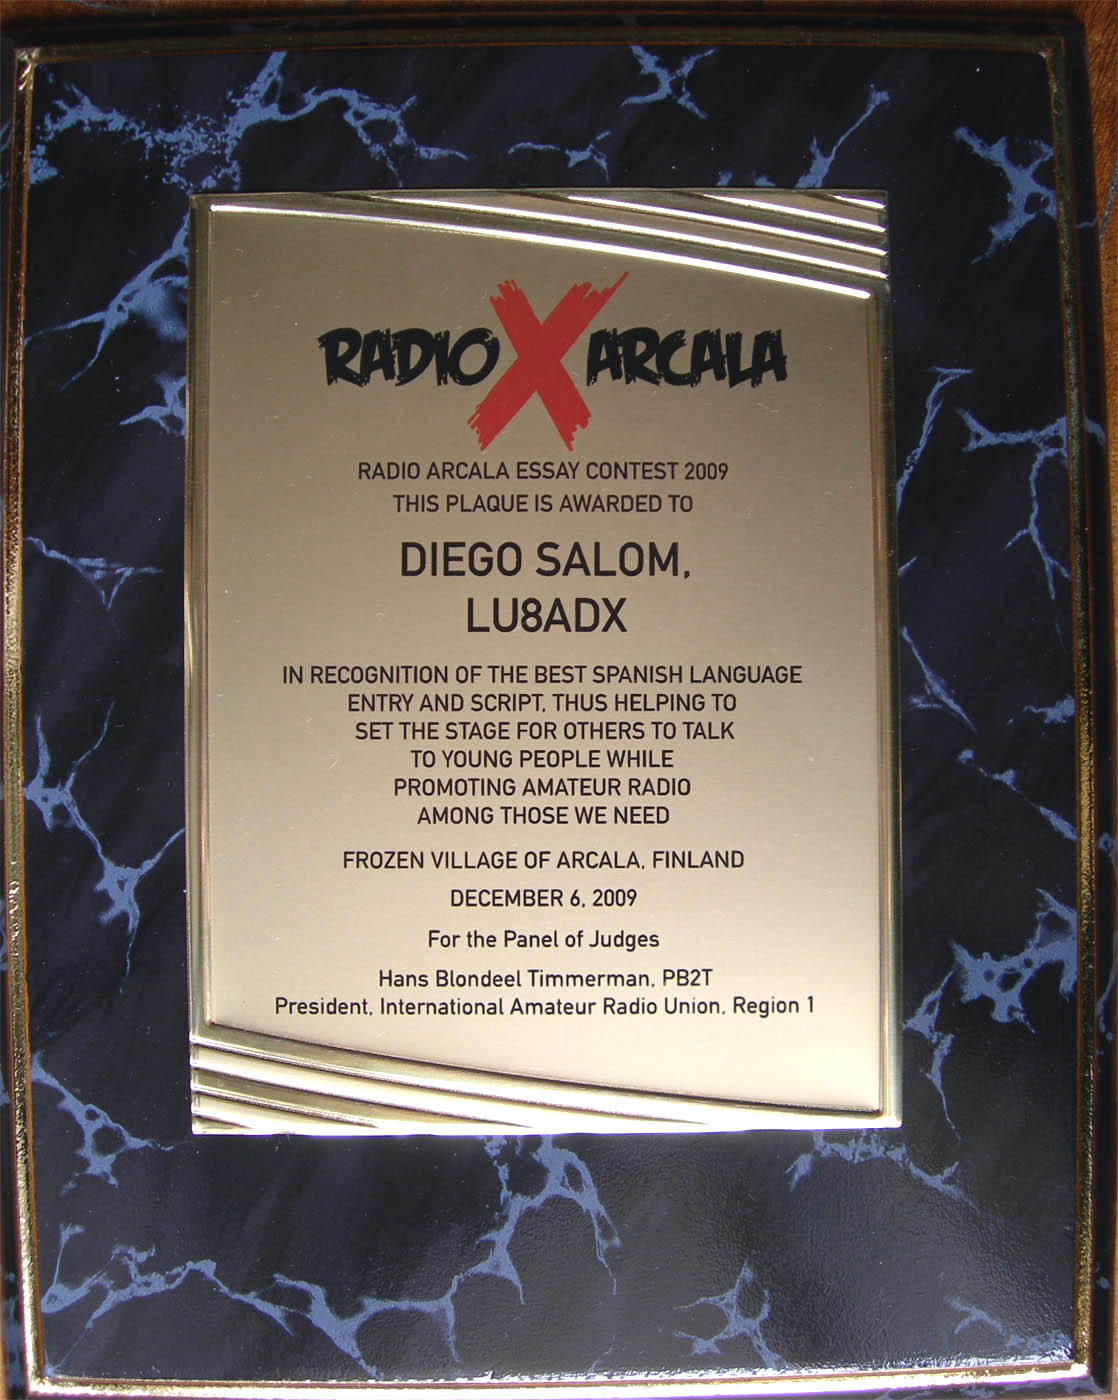 RADIO X ARCALA
RADIO ARCALA ESSAY CONTEST 2009
THIS PLAQUE IS AWARDED TO
DIEGO SALOM,
LU8ADX
IN RECOGNITION OF THE BEST SPANISH LANGUAGE
ENTRY AND SCRIPT, THUS HELPING TO
SET THE STAGE FOR OTHERS TO TALK
TO YOUNG PEOPLE WHILE
PROMOTING AMATEUR RADIO
AMONG THOSE WE NEED
FROZEN VILLAGE OF ARCALA, FINLAND
DECEMBER 6, 2009
For the Panel of Judges
Hans Blondeel Timmerman, PB2T
President, International Amateur Radio Union, Region 1